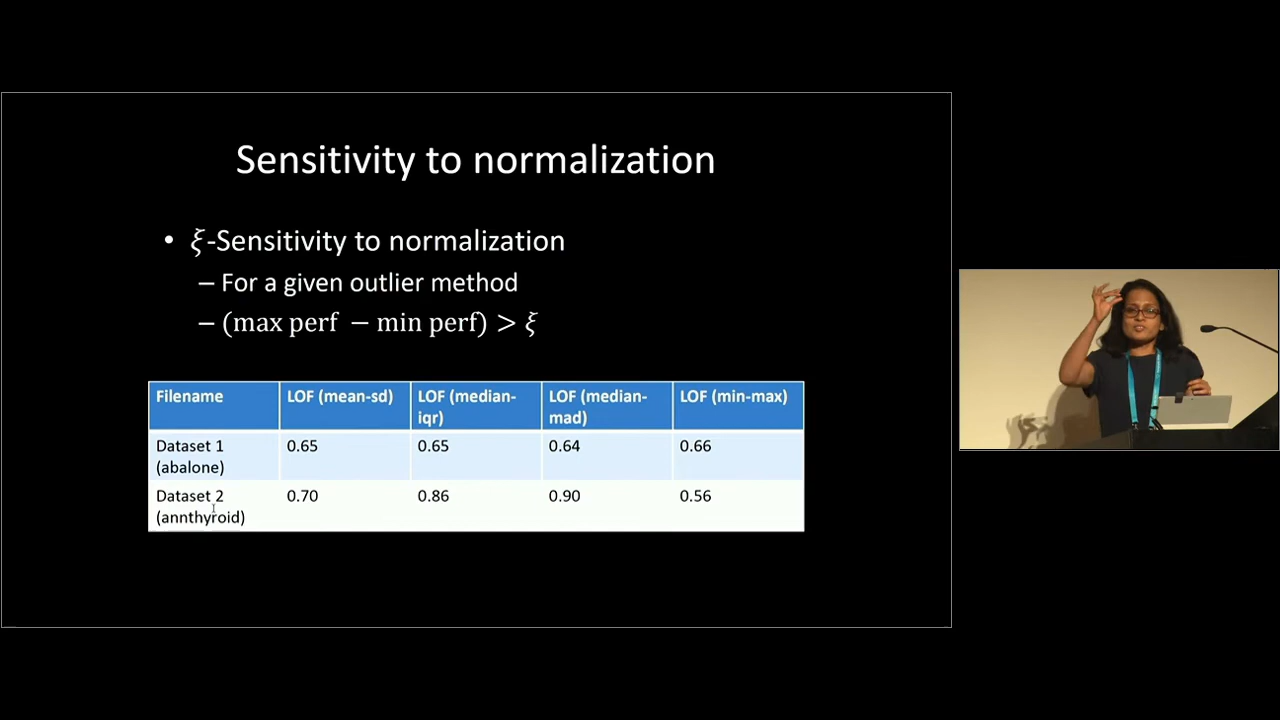 Sensitivity to normalization
• ξ-Sensitivity to normalization
– For a given outlier method
– (max perf − min perf) > ξ
Filename LOF (mean-sd) LOF (median-iqr) LOF (median-mad) LOF (min-max)
Dataset 1 (abalone) 0.65 0.65 0.64 0.66
Dataset 2 (annthyroid) 0.70 0.86 0.90 0.56